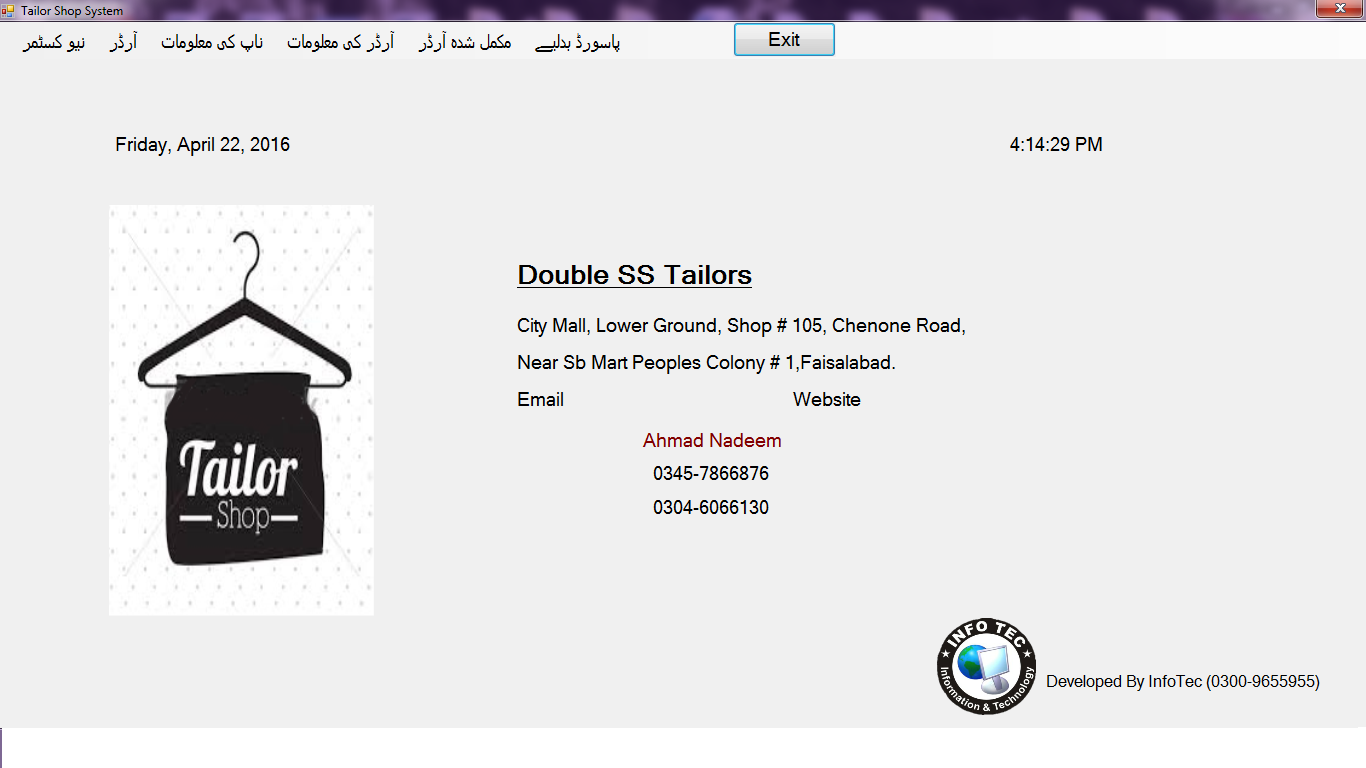 Tailor Shop System
نیو کسٹمر آرڈر ناپ کی معلومات آرڈر کی معلومات مکمل شدہ آرڈر پاسورڈ بدلیے Exit
Friday, April 22, 2016 4:14:29 PM
Double SS Tailors
City Mall, Lower Ground, Shop # 105, Chenone Road,
Near Sb Mart Peoples Colony # 1,Faisalabad.
Email Website
Ahmad Nadeem
0345-7866876
0304-6066130
Tailor
Shop
INFO TEC
Information & Technology
Developed By InfoTec (0300-9655955)